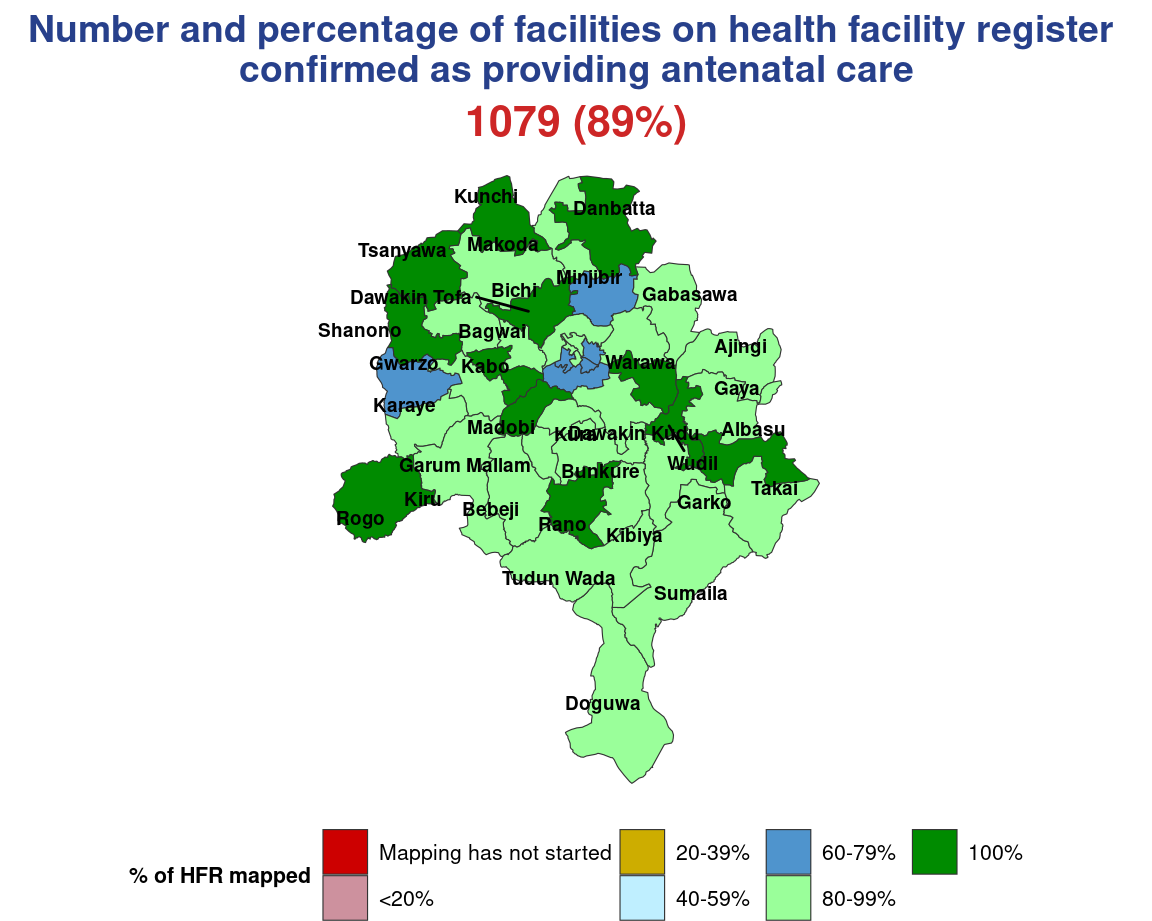 Number and percentage of facilities on health facility register
confirmed as providing antenatal care
1079 (89%)
Kunchi
Danbatta
Makoda
Tsanyawa
Minjibir
Bichi
Gabasawa
Dawakin Tofa
Shanono
Bagwai
Ajingi
Gwarzo
Kabo
Warawa
Gaya
Karaye
Madobi
Kura
Dawakin Kudu
Albasu
Garum Mallam
Wudil
Bunkure
Takai
Kiru
Garko
Bebeji
Rogo
Rano
Kibiya
Tudun Wada
Sumaila
Doguwa
% of HFR mapped
Mapping has not started
<20%
20-39%
40-59%
60-79%
80-99%
100%